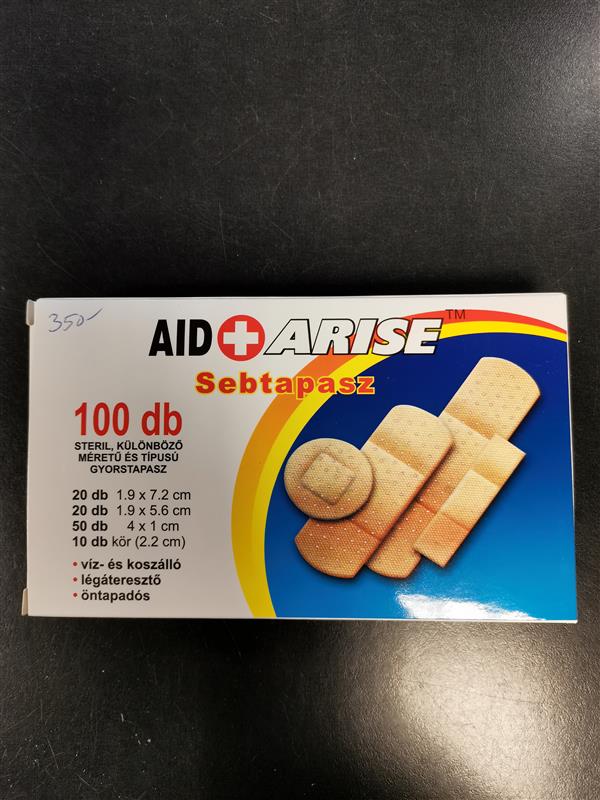 350-
AID ARISE™
Sebtapasz
100 db
STERIL, KÜLÖNBÖZŐ
MÉRETŰ ÉS TÍPUSÚ
GYORSTAPASZ
20 db 1.9 x 7.2 cm
20 db 1.9 x 5.6 cm
50 db 4 x 1 cm
10 db kör (2.2 cm)
• víz- és koszálló
• légáteresztő
• öntapadós